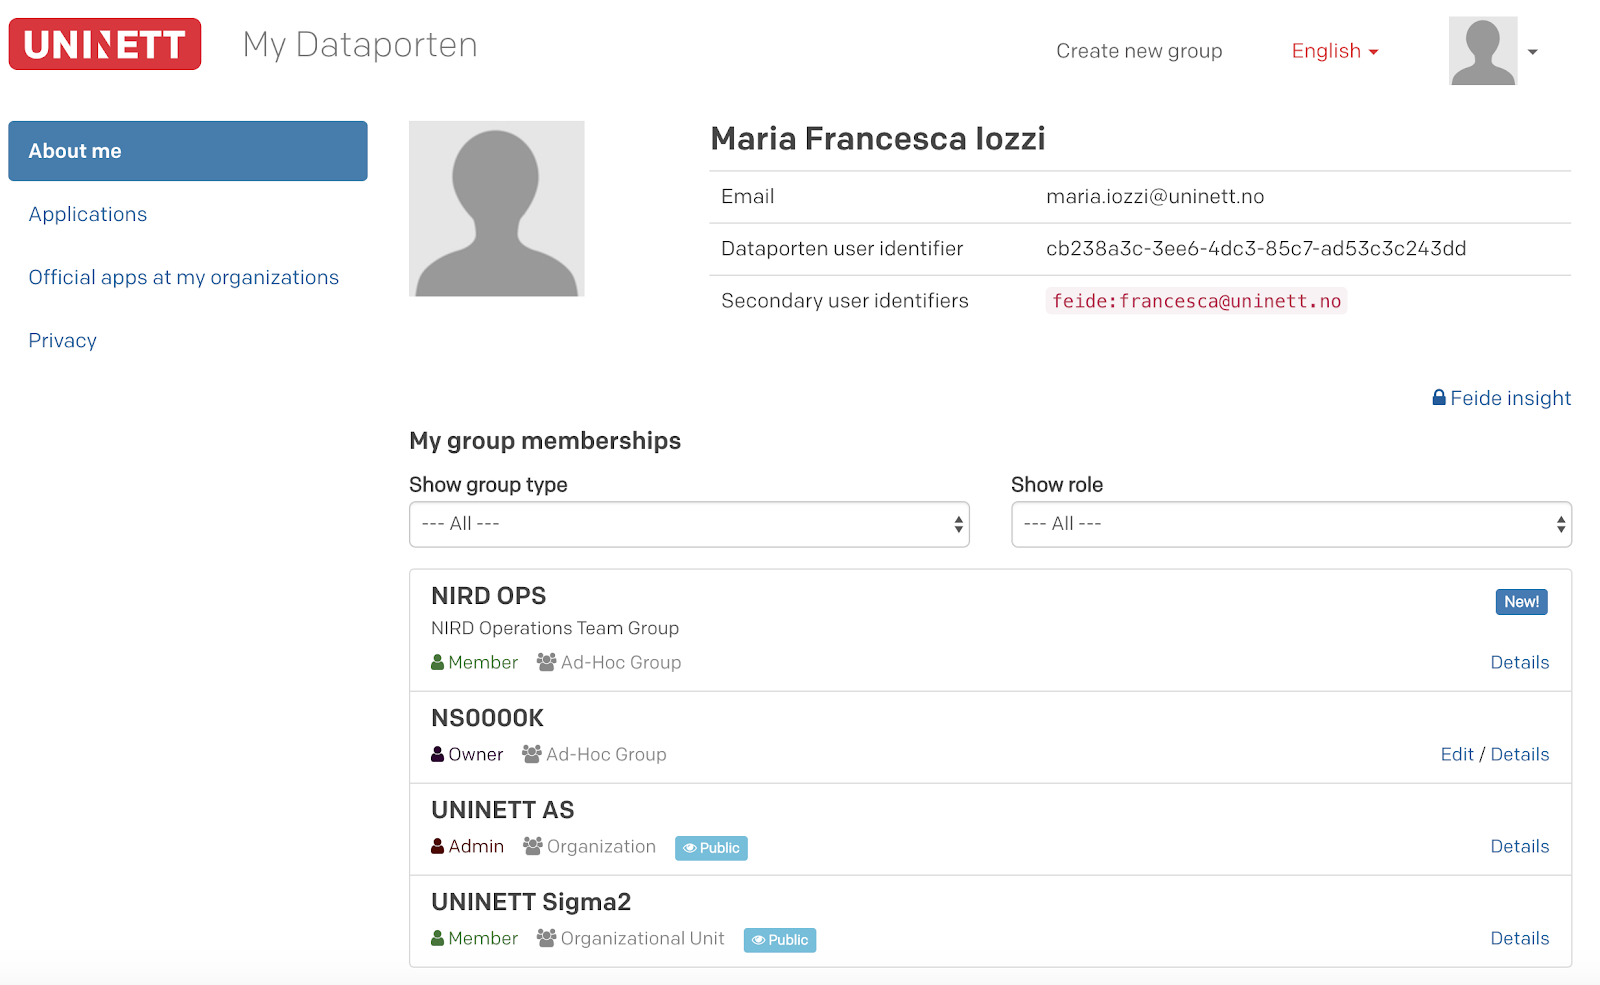 UNINETT My Dataporten Create new group English
About me
Applications
Official apps at my organizations
Privacy
Maria Francesca Iozzi
Email maria.iozzi@uninett.no
Dataporten user identifier cb238a3c-3ee6-4dc3-85c7-ad53c3c243dd
Secondary user identifiers feide:francesca@uninett.no
Feide insight
My group memberships
Show group type Show role
--- All --- --- All ---
NIRD OPS New!
NIRD Operations Team Group
Member Ad-Hoc Group Details
NS0000K
Owner Ad-Hoc Group Edit / Details
UNINETT AS
Admin Organization Public Details
UNINETT Sigma2
Member Organizational Unit Public Details